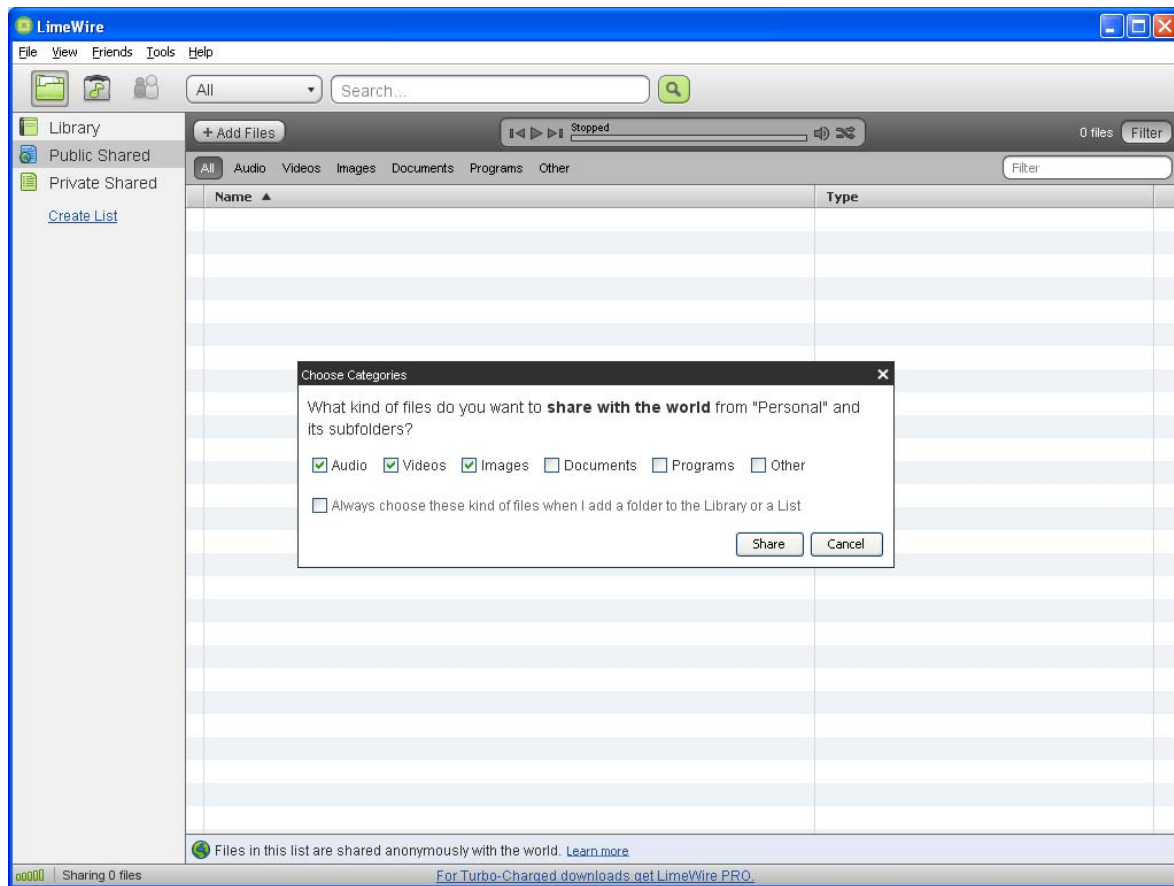 LimeWire
File View Friends Tools Help
All Search...
Library
Public Shared
Private Shared
Create List
+ Add Files Stopped 0 files Filter
All Audio Videos Images Documents Programs Other Filter
Name Type
Choose Categories
What kind of files do you want to share with the world from "Personal" and
its subfolders?
Audio Videos Images Documents Programs Other
Always choose these kind of files when I add a folder to the Library or a List
Share Cancel
Files in this list are shared anonymously with the world. Learn more
Sharing 0 files For Turbo-Charged downloads get LimeWire PRO.